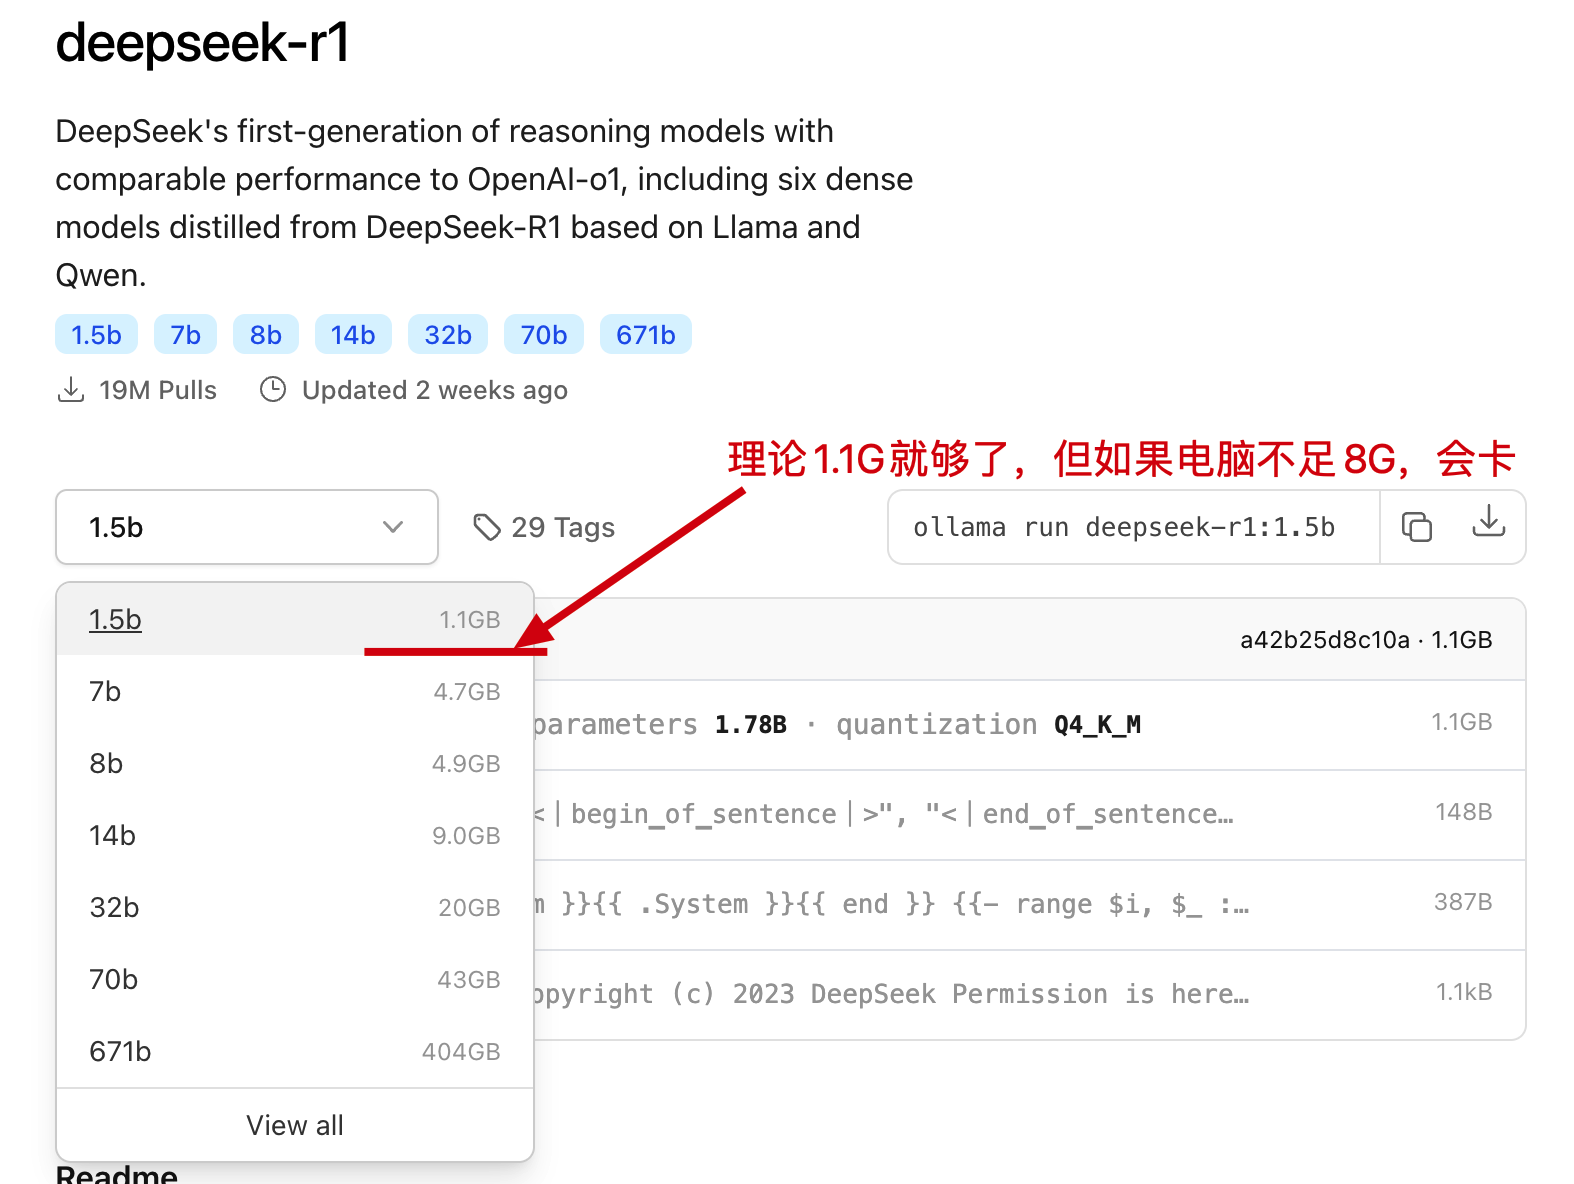 deepseek-r1
DeepSeek's first-generation of reasoning models with
comparable performance to OpenAI-o1, including six dense
models distilled from DeepSeek-R1 based on Llama and
Qwen.
1.5b 7b 8b 14b 32b 70b 671b
19M Pulls Updated 2 weeks ago
理论1.1G就够了，但如果电脑不足8G，会卡
1.5b 29 Tags ollama run deepseek-r1:1.5b
1.5b 1.1GB
a42b25d8c10a · 1.1GB
7b 4.7GB
parameters 1.78B · quantization Q4_K_M 1.1GB
8b 4.9GB
<｜begin_of_sentence｜>", "<｜end_of_sentence… 148B
14b 9.0GB
32b 20GB
m }}{{ .System }}{{ end }} {{- range $i, $_ :… 387B
70b 43GB
opyright (c) 2023 DeepSeek Permission is here… 1.1kB
671b 404GB
View all
Readme